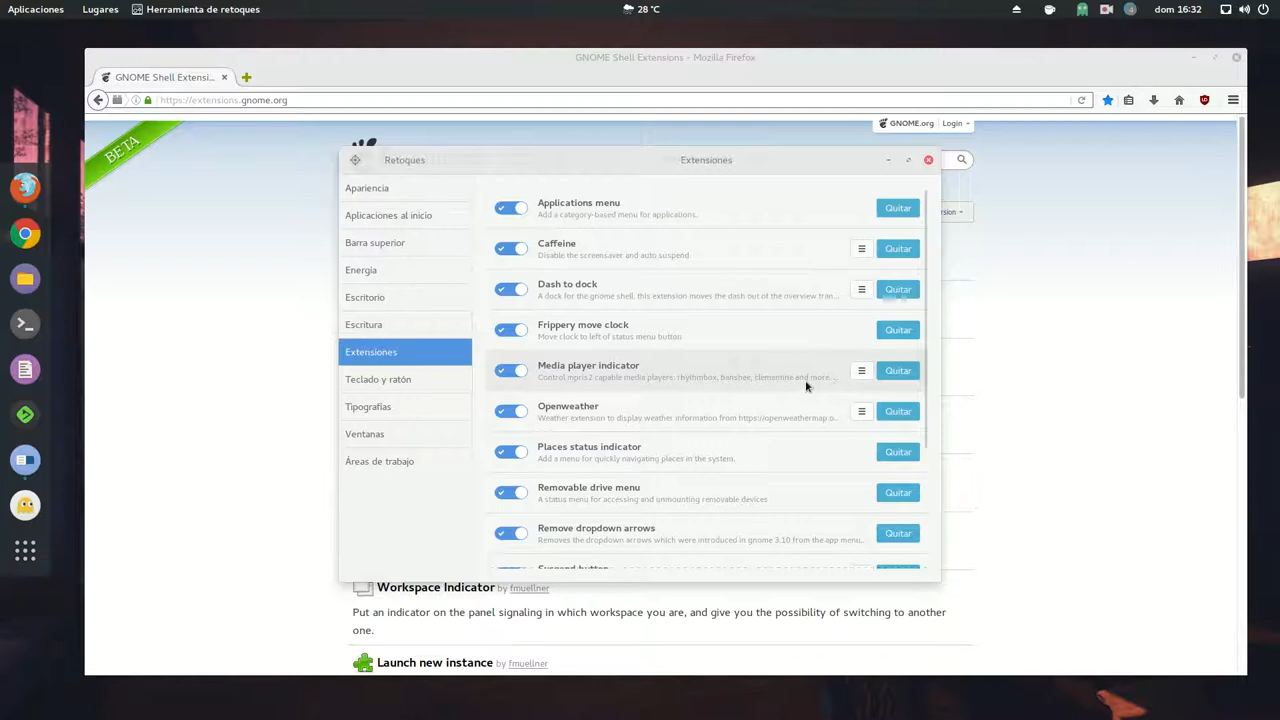 Aplicaciones Lugares Herramienta de retoques 28 °C dom 16:32
GNOME Shell Extensions - Mozilla Firefox
GNOME Shell Extensi...
https://extensions.gnome.org
GNOME.org Login
BETA
Retoques Extensiones
Apariencia
Aplicaciones al inicio
Barra superior
Energía
Escritorio
Escritura
Extensiones
Teclado y ratón
Tipografías
Ventanas
Áreas de trabajo
Applications menu
Add a category-based menu for applications.
Quitar
Caffeine
Disable the screensaver and auto suspend
Quitar
Dash to dock
A dock for the gnome shell. this extension moves the dash out of the overview tran...
Quitar
Frippery move clock
Move clock to left of status menu button
Quitar
Media player indicator
Control mpris2 capable media players: rhythmbox, banshee, clementine and more...
Quitar
Openweather
Weather extension to display weather information from https://openweathermap.o...
Quitar
Places status indicator
Add a menu for quickly navigating places in the system.
Quitar
Removable drive menu
A status menu for accessing and unmounting removable devices
Quitar
Remove dropdown arrows
Removes the dropdown arrows which were introduced in gnome 3.10 from the app menu...
Quitar
Workspace Indicator by fmuellner
Put an indicator on the panel signaling in which workspace you are, and give you the possibility of switching to another
one.
Launch new instance by fmuellner